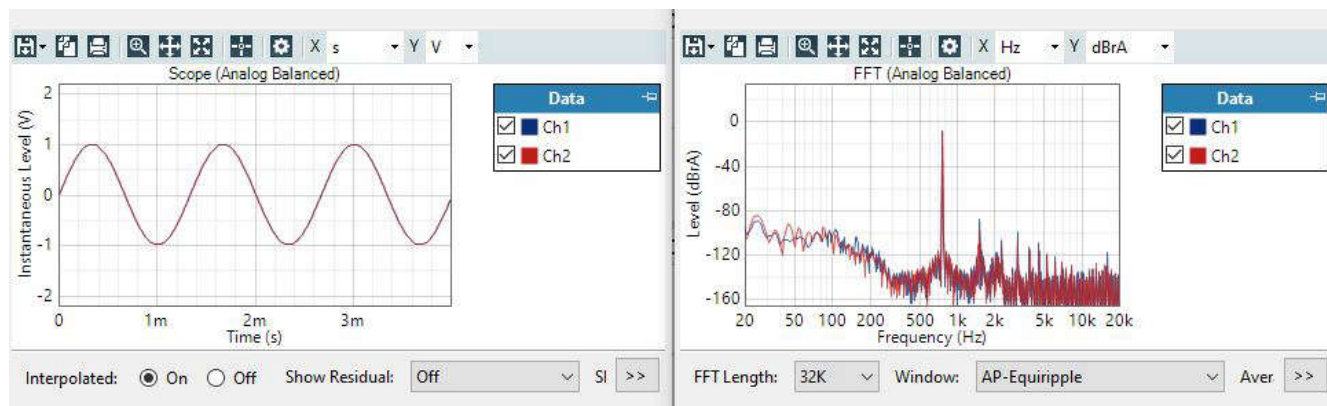 X s Y V
Scope (Analog Balanced)
Instantaneous Level (V)
2
1
0
-1
-2
0 1m 2m 3m
Time (s)
Data
Ch1
Ch2
Interpolated: On Off Show Residual: Off SI >>
X Hz Y dBrA
FFT (Analog Balanced)
Level (dBrA)
0
-40
-80
-120
-160
20 50 100 200 500 1k 2k 5k 10k 20k
Frequency (Hz)
Data
Ch1
Ch2
FFT Length: 32K Window: AP-Equiripple Aver >>